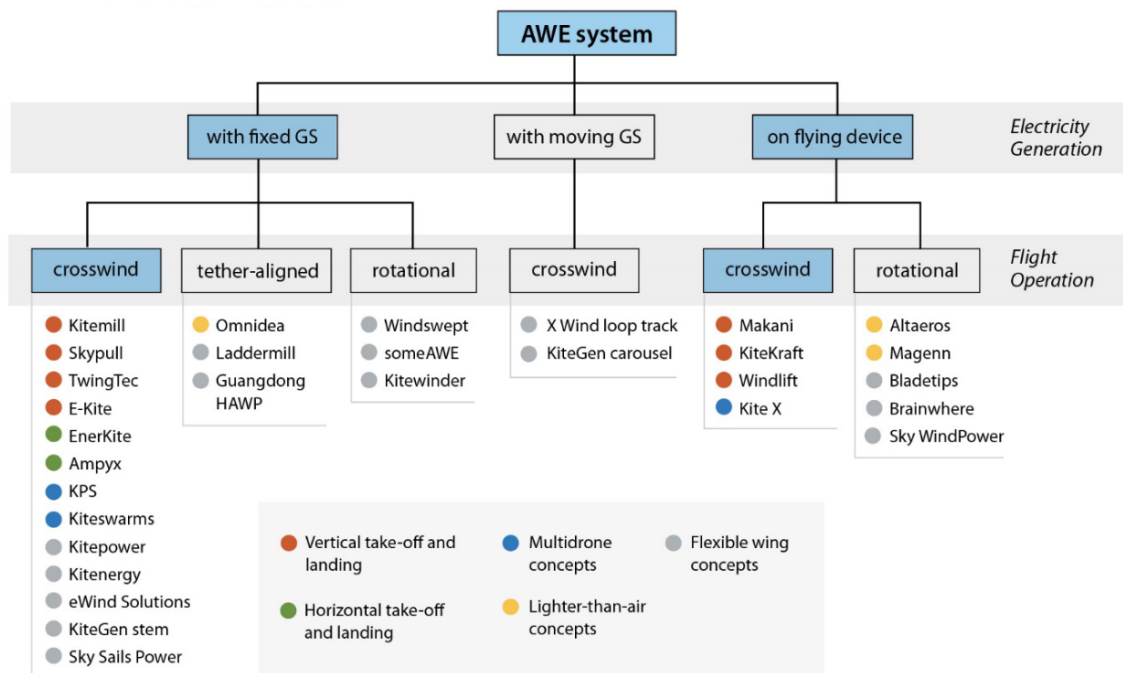 AWE system
with fixed GS
with moving GS
on flying device
Electricity
Generation
crosswind
tether-aligned
rotational
crosswind
crosswind
rotational
Flight
Operation
Kitemill
Skypull
TwingTec
E-Kite
EnerKite
Ampyx
KPS
Kiteswarms
Kitepower
Kitenergy
eWind Solutions
KiteGen stem
Sky Sails Power
Omnidea
Laddermill
Guangdong
HAWP
Windswept
someAWE
Kitewinder
X Wind loop track
KiteGen carousel
Makani
KiteKraft
Windlift
Kite X
Altaeros
Magenn
Bladetips
Brainwhere
Sky WindPower
Vertical take-off and
landing
Horizontal take-off
and landing
Multidrone
concepts
Lighter-than-air
concepts
Flexible wing
concepts